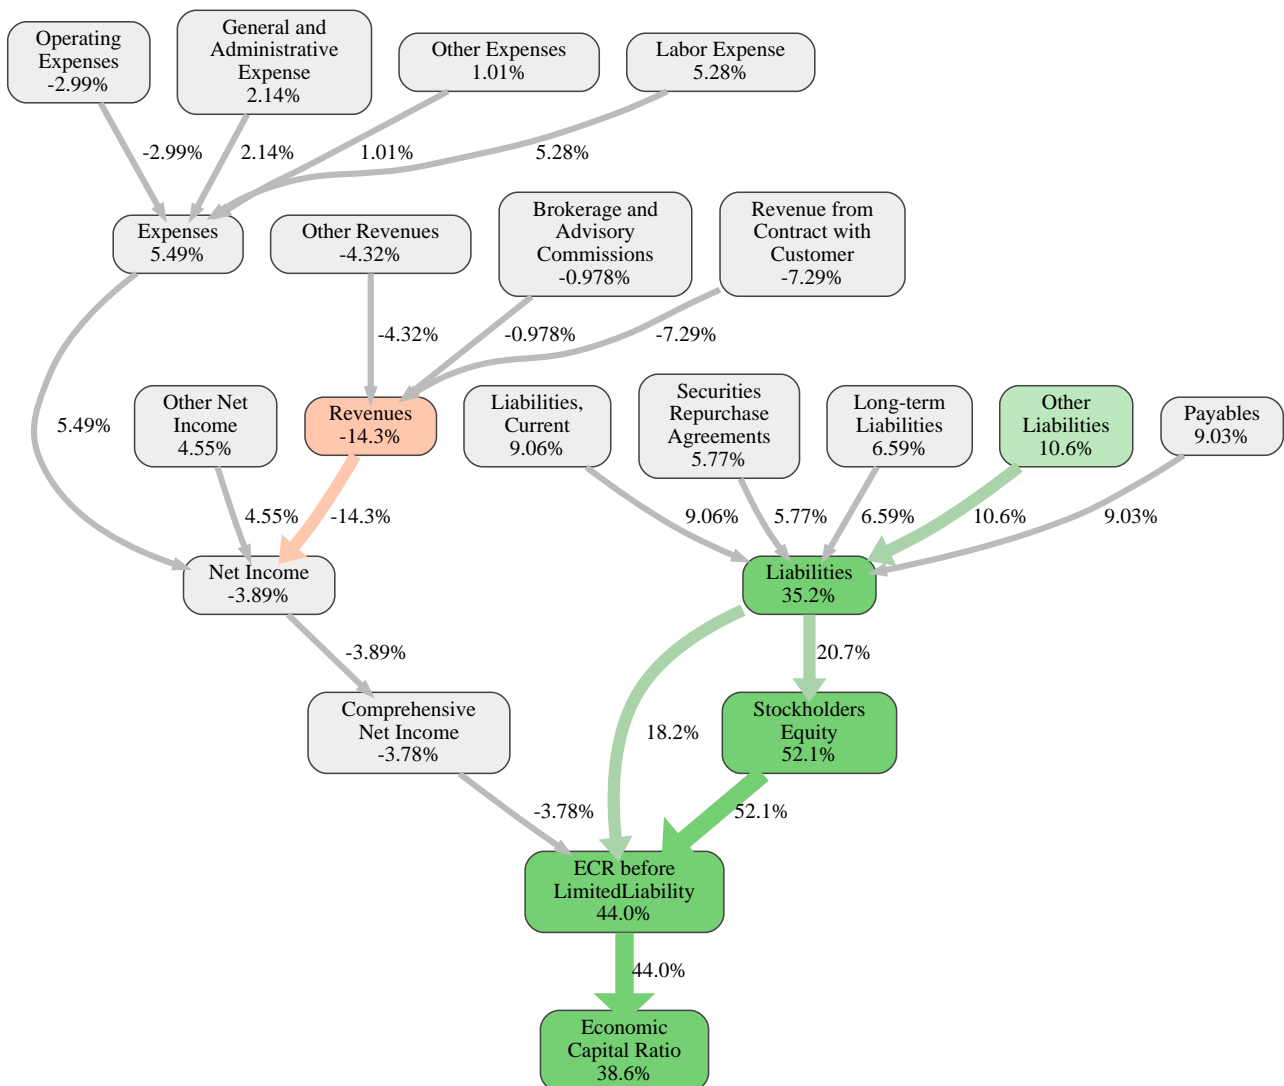 Operating
Expenses
-2.99%
General and
Administrative
Expense
2.14%
Other Expenses
1.01%
Labor Expense
5.28%
-2.99%
2.14%
1.01%
5.28%
Expenses
5.49%
Other Revenues
-4.32%
Brokerage and
Advisory
Commissions
-0.978%
Revenue from
Contract with
Customer
-7.29%
-4.32%
-0.978%
-7.29%
5.49%
Other Net
Income
4.55%
Revenues
-14.3%
Liabilities,
Current
9.06%
Securities
Repurchase
Agreements
5.77%
Long-term
Liabilities
6.59%
Other
Liabilities
10.6%
Payables
9.03%
4.55%
-14.3%
9.06%
5.77%
6.59%
10.6%
9.03%
Net Income
-3.89%
Liabilities
35.2%
-3.89%
20.7%
Comprehensive
Net Income
-3.78%
18.2%
Stockholders
Equity
52.1%
-3.78%
52.1%
ECR before
LimitedLiability
44.0%
44.0%
Economic
Capital Ratio
38.6%